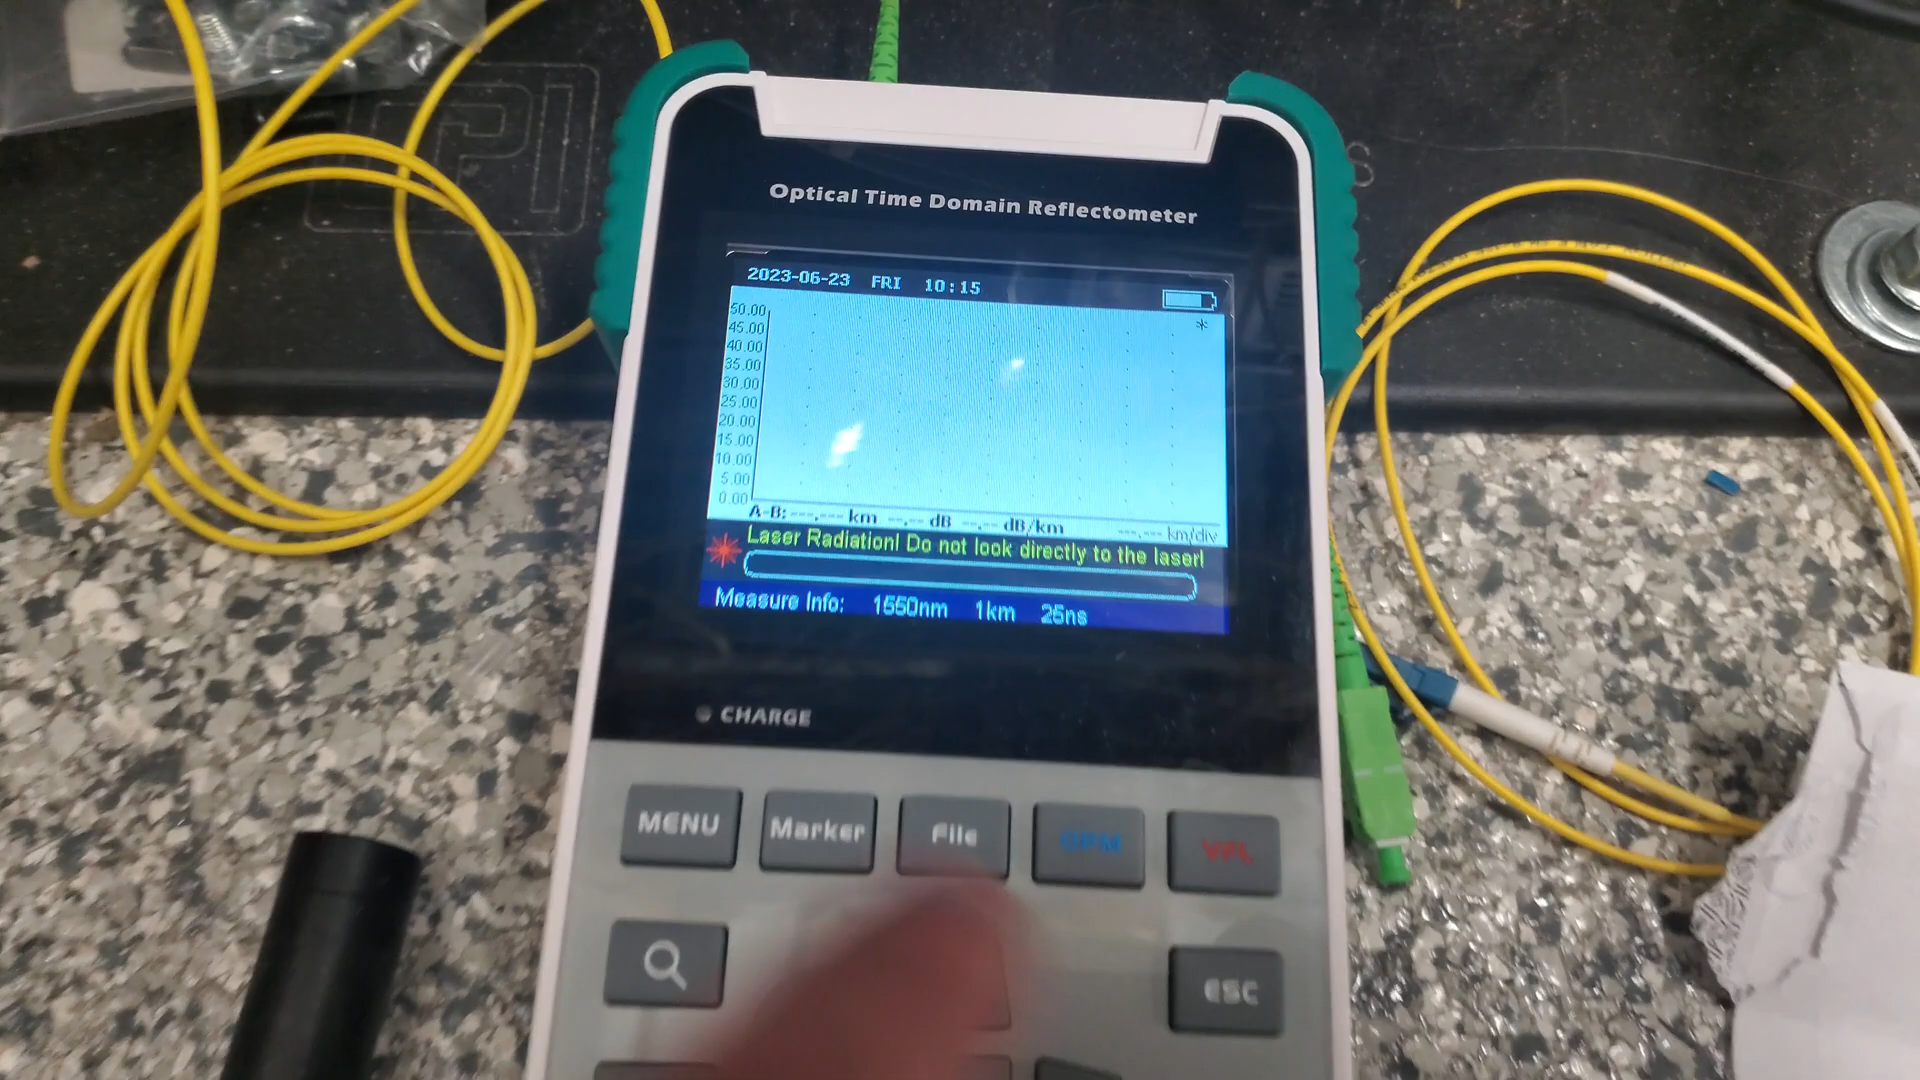 Optical Time Domain Reflectometer
2023-06-23 FRI 10:15
50.00
45.00
40.00
35.00
30.00
25.00
20.00
15.00
10.00
5.00
0.00
A-B: ---.--- km --.-- dB --.-- dB/km ---.--- km/div
Laser Radiation! Do not look directly to the laser!
Measure Info: 1550nm 1km 25ns
CHARGE
MENU Marker File OPM VFL
ESC